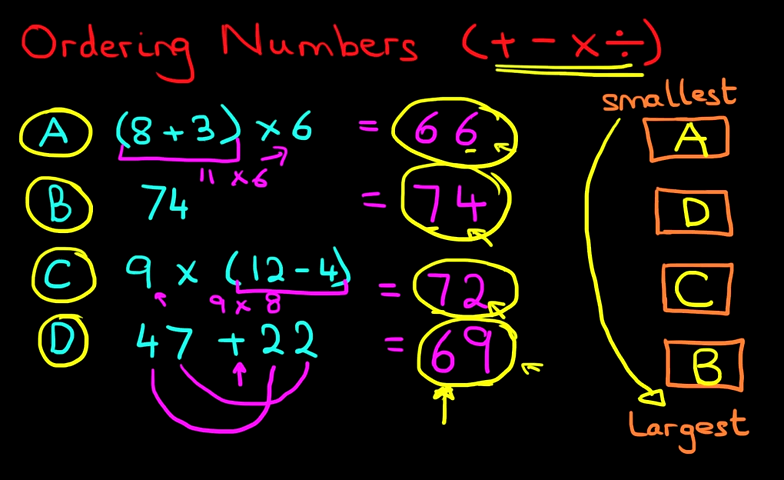 Ordering Numbers (+ - × ÷)
smallest
A (8 + 3) × 6 = 66 A
11 × 6
B 74 = 74 D
C 9 × (12 - 4) = 72 C
9 × 8
D 47 + 22 = 69 B
Largest